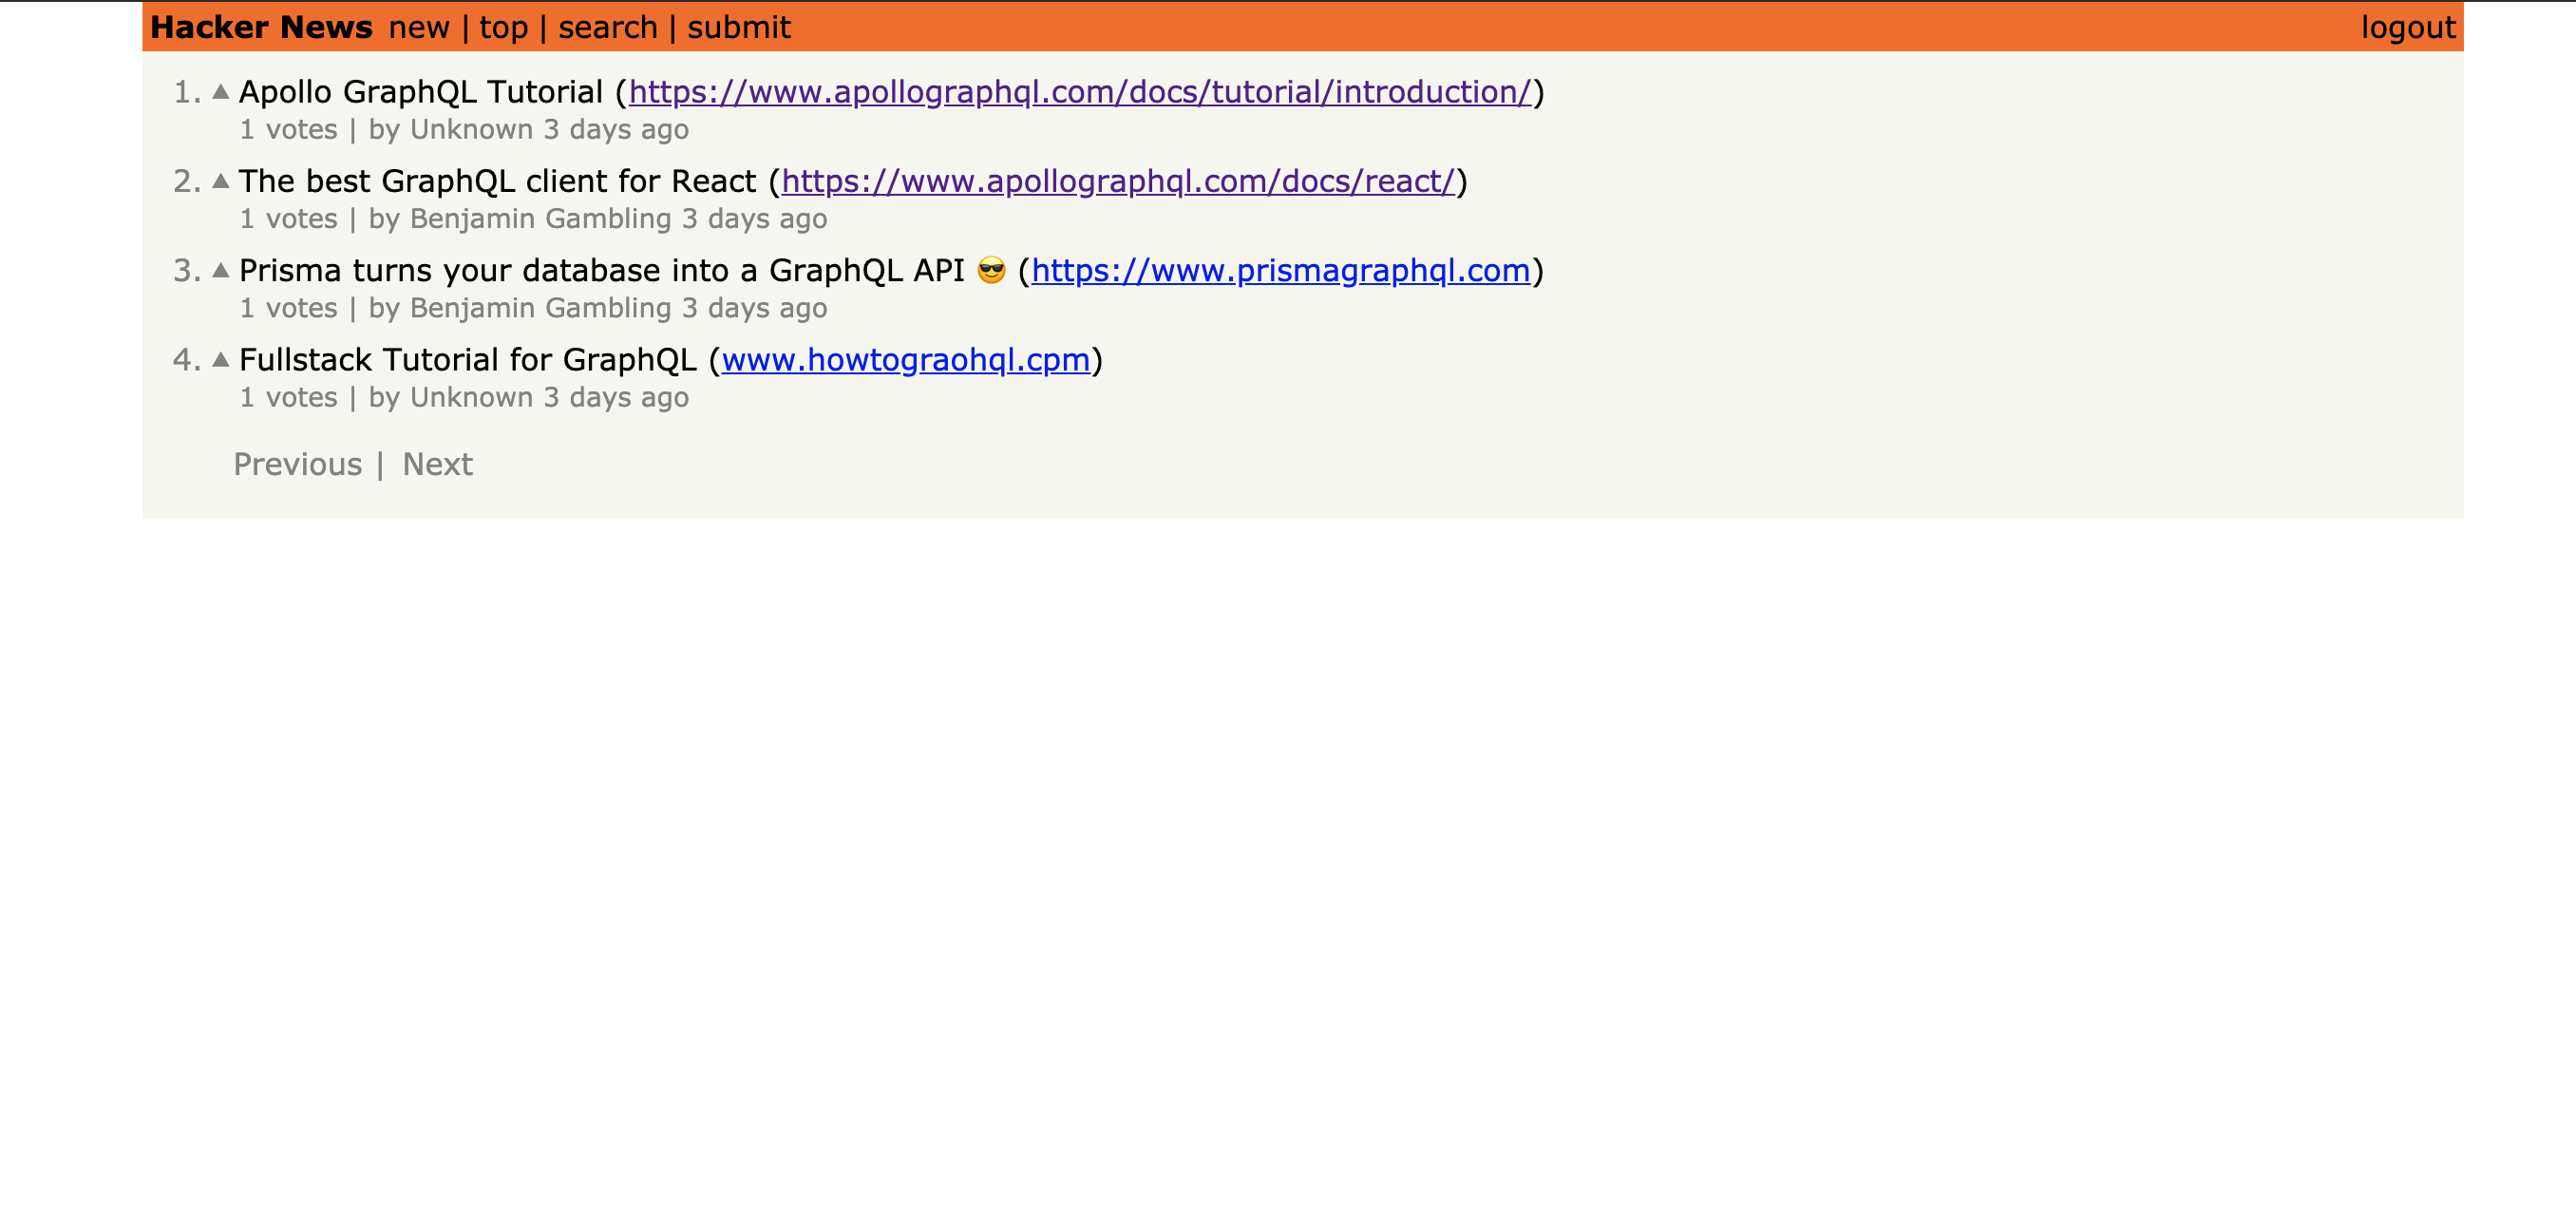 Hacker News new | top | search | submit logout
1. ▲ Apollo GraphQL Tutorial (https://www.apollographql.com/docs/tutorial/introduction/)
1 votes | by Unknown 3 days ago
2. ▲ The best GraphQL client for React (https://www.apollographql.com/docs/react/)
1 votes | by Benjamin Gambling 3 days ago
3. ▲ Prisma turns your database into a GraphQL API 😎 (https://www.prismagraphql.com)
1 votes | by Benjamin Gambling 3 days ago
4. ▲ Fullstack Tutorial for GraphQL (www.howtograohql.cpm)
1 votes | by Unknown 3 days ago
Previous | Next